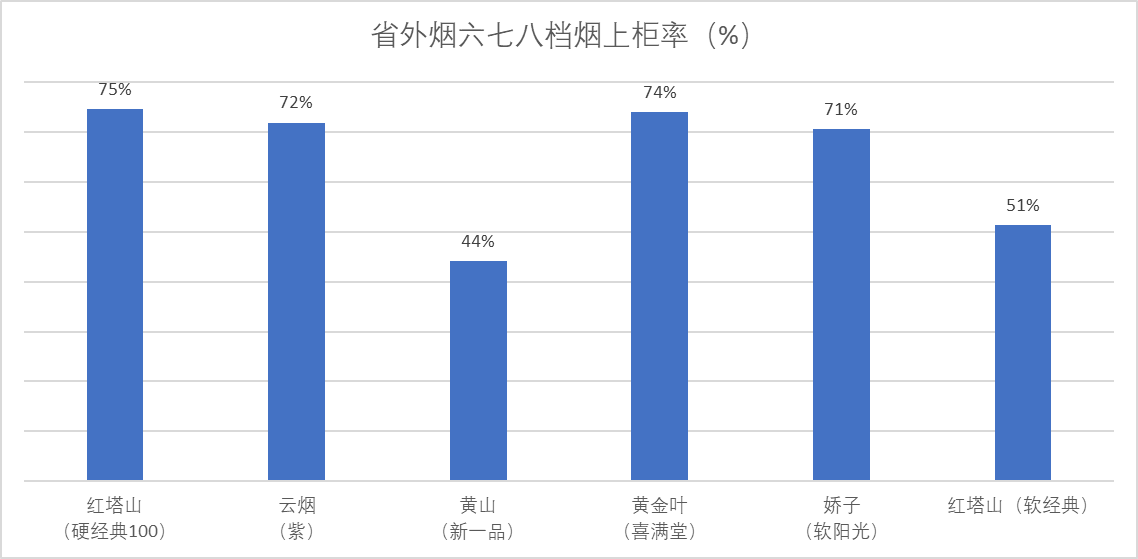 省外烟六七八档烟上柜率（%）
75%
72%
44%
74%
71%
51%
红塔山
（硬经典100）
云烟
（紫）
黄山
（新一品）
黄金叶
（喜满堂）
娇子
（软阳光）
红塔山（软经典）